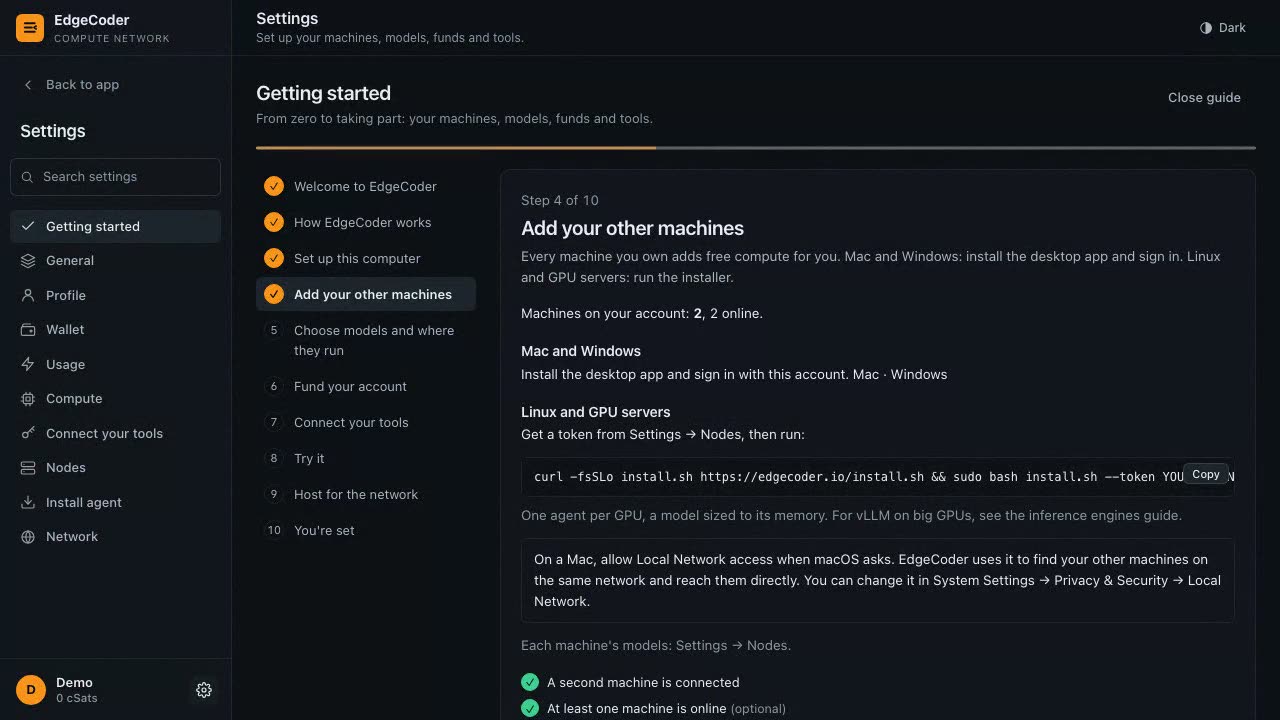 EdgeCoder
COMPUTE NETWORK
Settings
Set up your machines, models, funds and tools.
Dark
Back to app
Settings
Search settings
Getting started
General
Profile
Wallet
Usage
Compute
Connect your tools
Nodes
Install agent
Network
D
Demo
0 cSats
Getting started
From zero to taking part: your machines, models, funds and tools.
Close guide
Welcome to EdgeCoder
How EdgeCoder works
Set up this computer
Add your other machines
5 Choose models and where
they run
6 Fund your account
7 Connect your tools
8 Try it
9 Host for the network
10 You're set
Step 4 of 10
Add your other machines
Every machine you own adds free compute for you. Mac and Windows: install the desktop app and sign in. Linux
and GPU servers: run the installer.
Machines on your account: 2, 2 online.
Mac and Windows
Install the desktop app and sign in with this account. Mac · Windows
Linux and GPU servers
Get a token from Settings → Nodes, then run:
curl -fsSLo install.sh https://edgecoder.io/install.sh && sudo bash install.sh --token YOU
Copy
One agent per GPU, a model sized to its memory. For vLLM on big GPUs, see the inference engines guide.
On a Mac, allow Local Network access when macOS asks. EdgeCoder uses it to find your other machines on
the same network and reach them directly. You can change it in System Settings → Privacy & Security → Local
Network.
Each machine's models: Settings → Nodes.
A second machine is connected
At least one machine is online (optional)